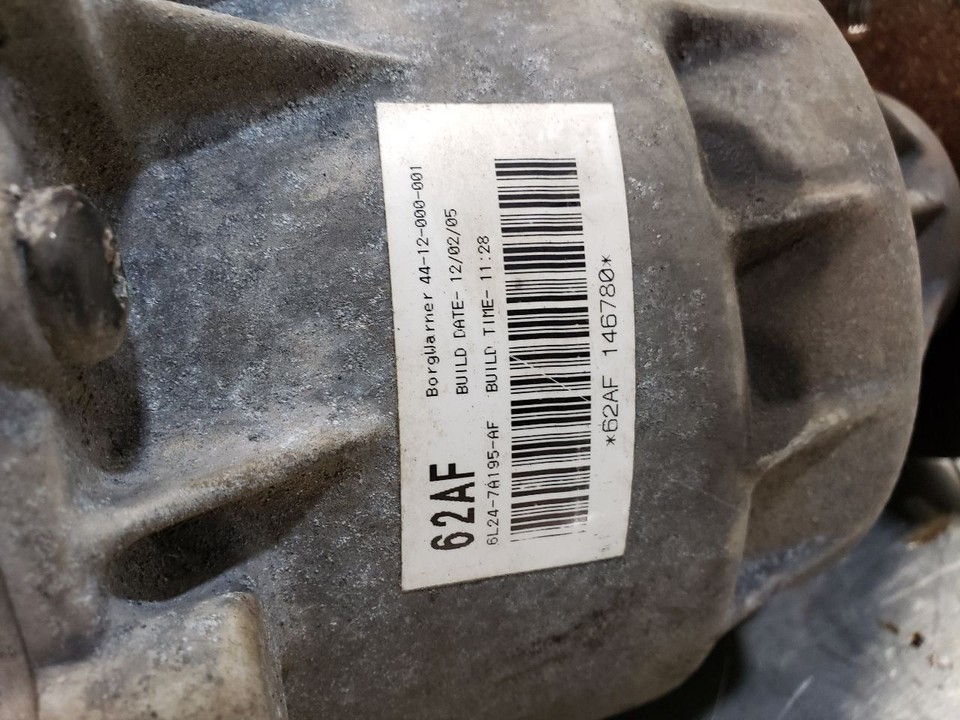 BorgWarner 44-12-000-001
BUILD DATE- 12/02/05
62AF
6L24-7A195-AF BUILD TIME- 11:28
*62AF 146780*